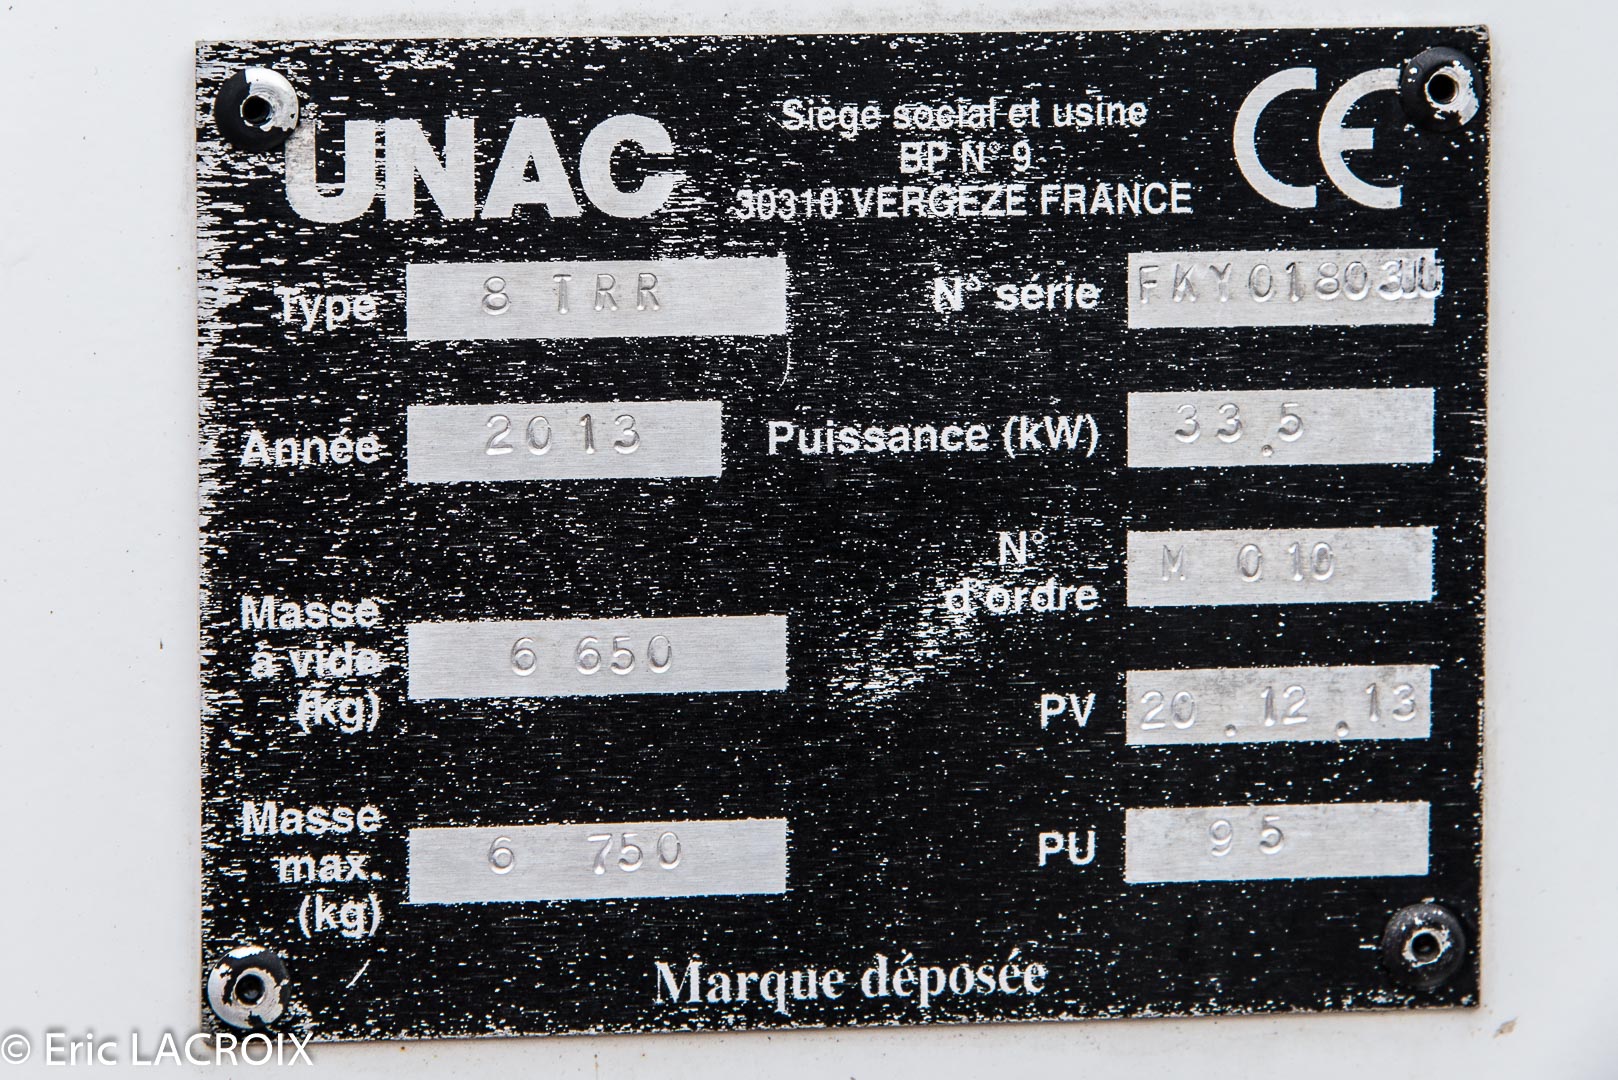 UNAC
Siège social et usine
BP N° 9
30310 VERGEZE FRANCE
CE
Type 8 TRR
N° série
Année 2013
Puissance (kW) 33.5
N°
d'ordre M 010
Masse
à vide
(kg) 6 650
PV 20.12.13
Masse
max.
(kg) 6 750
PU 95
Marque déposée
© Eric LACROIX